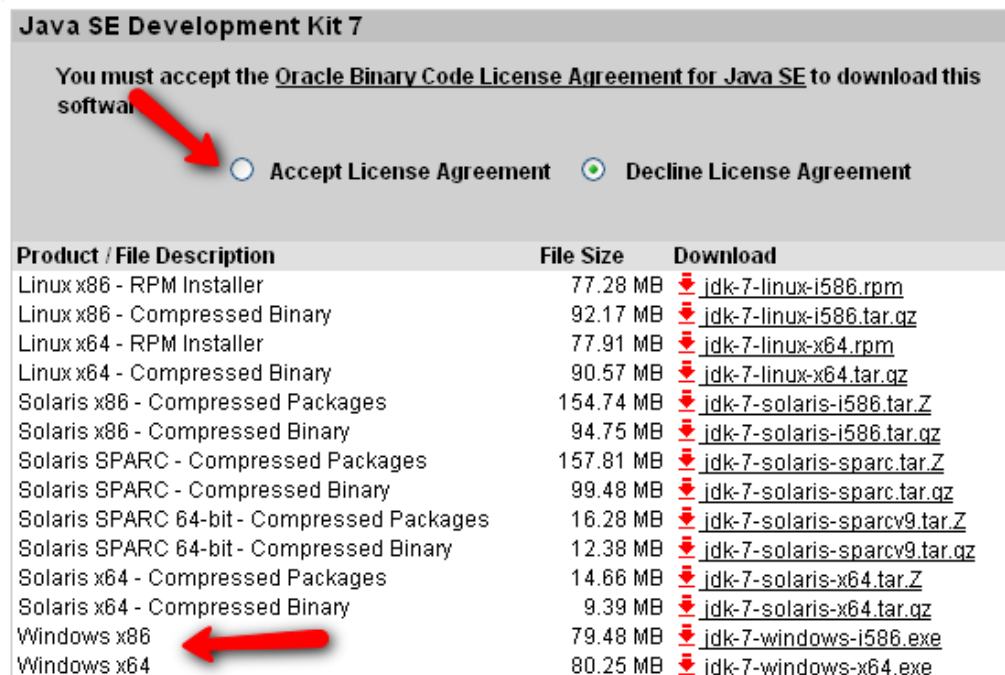 Java SE Development Kit 7
You must accept the Oracle Binary Code License Agreement for Java SE to download this
softwar
Accept License Agreement Decline License Agreement
Product / File Description File Size Download
Linux x86 - RPM Installer 77.28 MB jdk-7-linux-i586.rpm
Linux x86 - Compressed Binary 92.17 MB jdk-7-linux-i586.tar.gz
Linux x64 - RPM Installer 77.91 MB jdk-7-linux-x64.rpm
Linux x64 - Compressed Binary 90.57 MB jdk-7-linux-x64.tar.gz
Solaris x86 - Compressed Packages 154.74 MB jdk-7-solaris-i586.tar.Z
Solaris x86 - Compressed Binary 94.75 MB jdk-7-solaris-i586.tar.gz
Solaris SPARC - Compressed Packages 157.81 MB jdk-7-solaris-sparc.tar.Z
Solaris SPARC - Compressed Binary 99.48 MB jdk-7-solaris-sparc.tar.gz
Solaris SPARC 64-bit - Compressed Packages 16.28 MB jdk-7-solaris-sparcv9.tar.Z
Solaris SPARC 64-bit - Compressed Binary 12.38 MB jdk-7-solaris-sparcv9.tar.gz
Solaris x64 - Compressed Packages 14.66 MB jdk-7-solaris-x64.tar.Z
Solaris x64 - Compressed Binary 9.39 MB jdk-7-solaris-x64.tar.gz
Windows x86 79.48 MB jdk-7-windows-i586.exe
Windows x64 80.25 MB jdk-7-windows-x64.exe